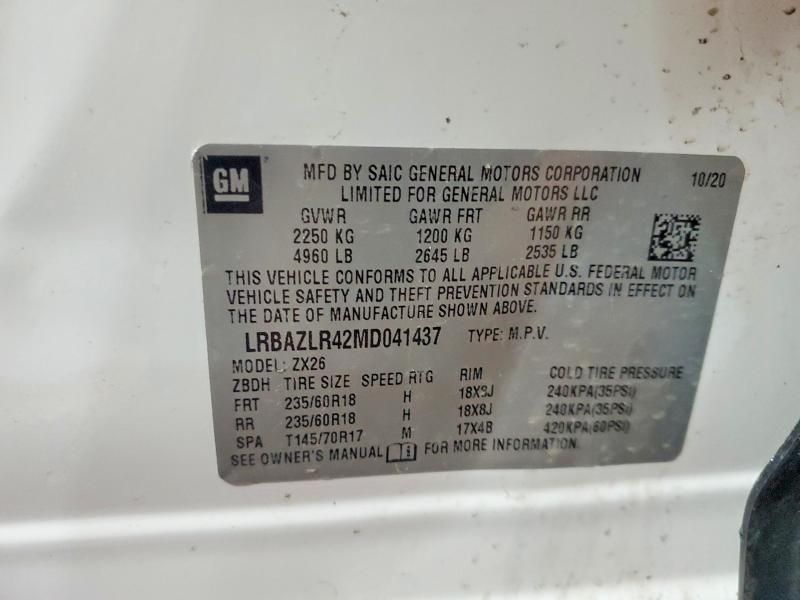 GM
MFD BY SAIC GENERAL MOTORS CORPORATION 10/20
LIMITED FOR GENERAL MOTORS LLC
GVWR GAWR FRT GAWR RR
2250 KG 1200 KG 1150 KG
4960 LB 2645 LB 2535 LB
THIS VEHICLE CONFORMS TO ALL APPLICABLE U.S. FEDERAL MOTOR
VEHICLE SAFETY AND THEFT PREVENTION STANDARDS IN EFFECT ON
THE DATE OF MANUFACTURE SHOWN ABOVE.
LRBAZLR42MD041437 TYPE: M.P.V.
MODEL: ZX26
ZBDH TIRE SIZE SPEED RTG RIM COLD TIRE PRESSURE
FRT 235/60R18 H 18X8J 240KPA(35PSI)
RR 235/60R18 H 18X8J 240KPA(35PSI)
SPA T145/70R17 M 17X4B 420KPA(60PSI)
SEE OWNER'S MANUAL i FOR MORE INFORMATION.